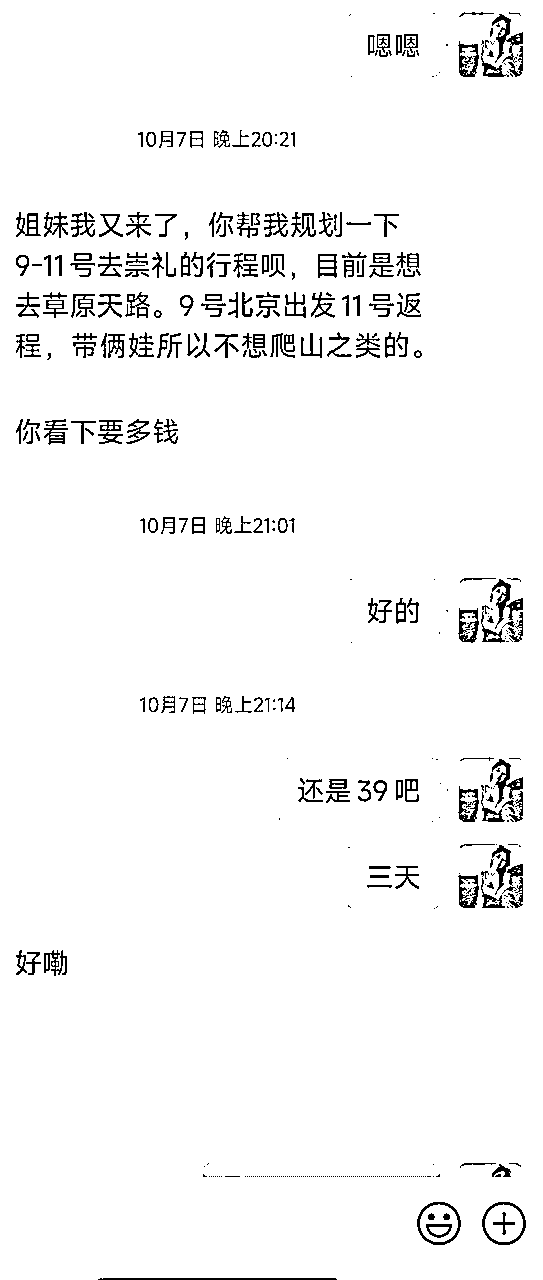 嗯嗯
10月7日 晚上20:21
姐妹我又来了，你帮我规划一下
9-11号去崇礼的行程呗，目前是想
去草原天路。9号北京出发11号返
程，带俩娃所以不想爬山之类的。
你看下要多钱
10月7日 晚上21:01
好的
10月7日 晚上21:14
还是39吧
三天
好嘞